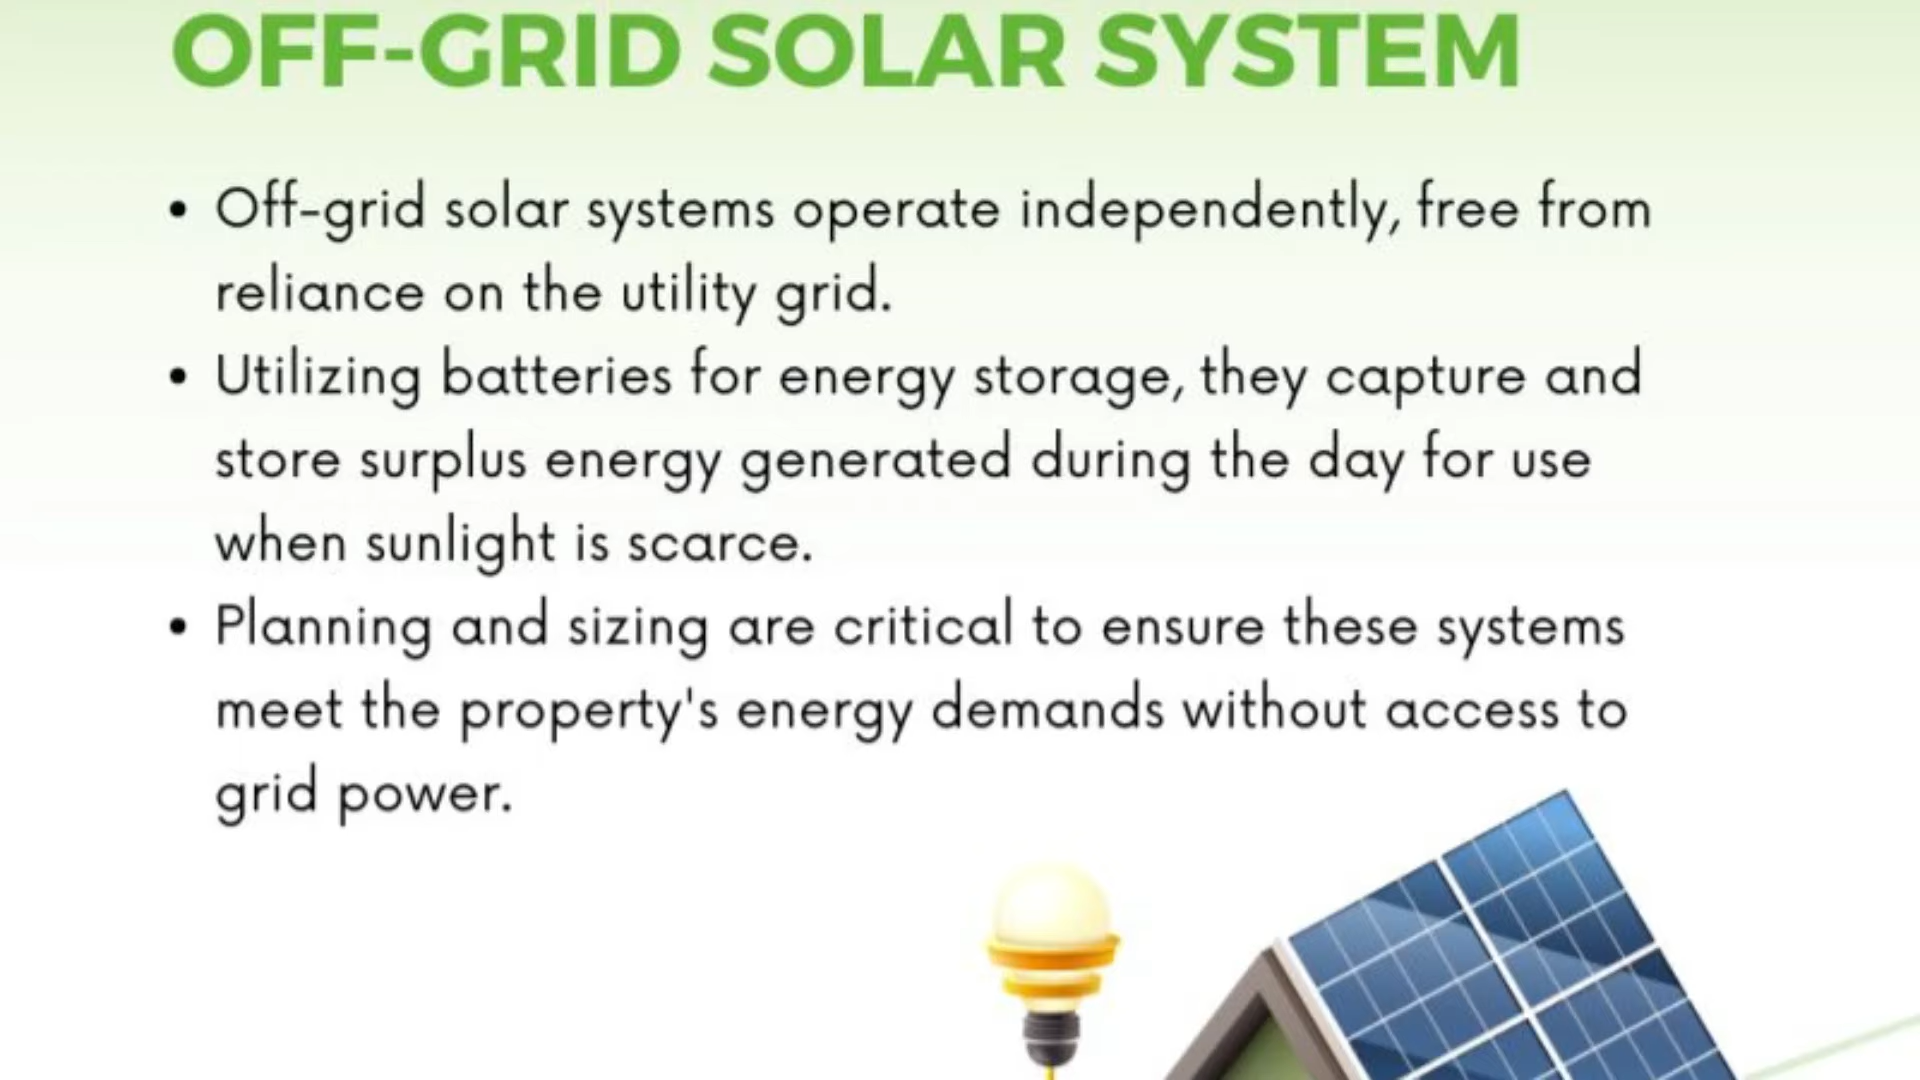 OFF-GRID SOLAR SYSTEM
• Off-grid solar systems operate independently, free from
reliance on the utility grid.
• Utilizing batteries for energy storage, they capture and
store surplus energy generated during the day for use
when sunlight is scarce.
• Planning and sizing are critical to ensure these systems
meet the property's energy demands without access to
grid power.